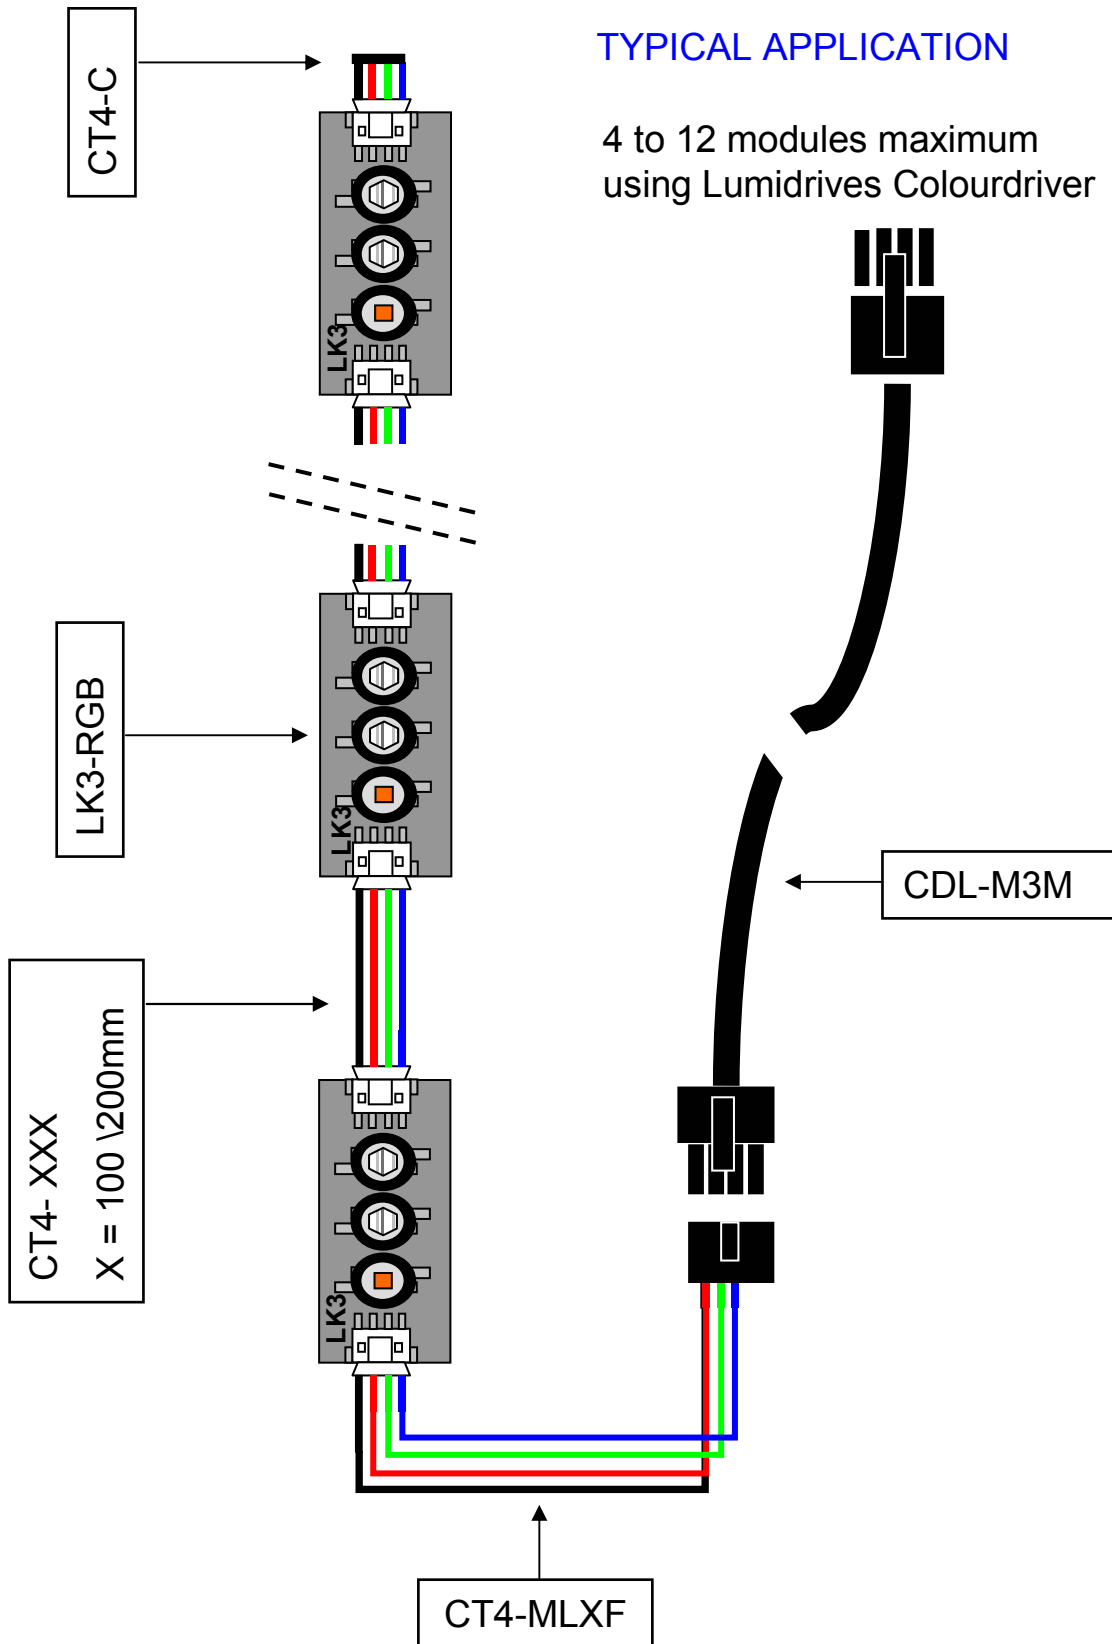 TYPICAL APPLICATION
4 to 12 modules maximum
using Lumidrives Colourdriver
CT4-C
LK3
LK3-RGB
LK3
CDL-M3M
CT4- XXX
X = 100 \200mm
LK3
CT4-MLXF